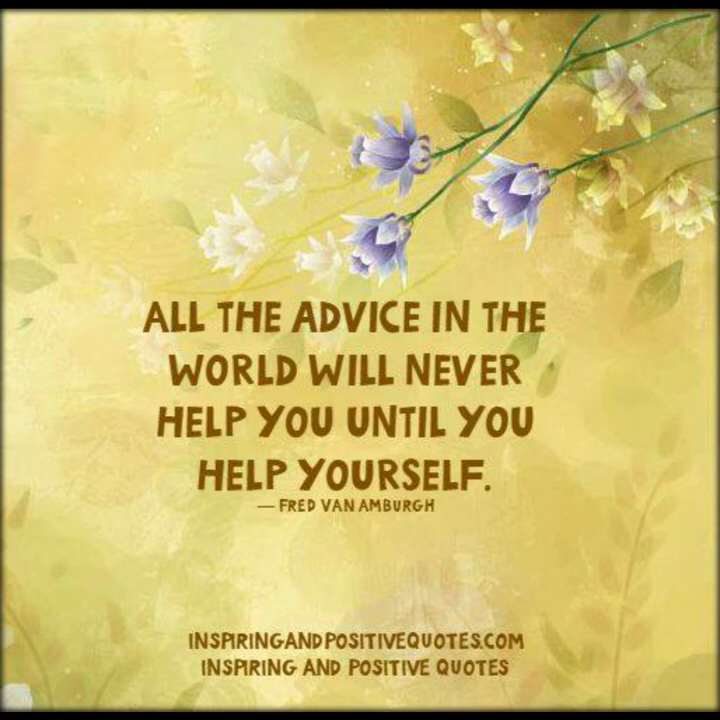 ALL THE ADVICE IN THE
WORLD WILL NEVER
HELP YOU UNTIL YOU
HELP YOURSELF.
— FRED VAN AMBURGH
INSPIRINGANDPOSITIVEQUOTES.COM
INSPIRING AND POSITIVE QUOTES